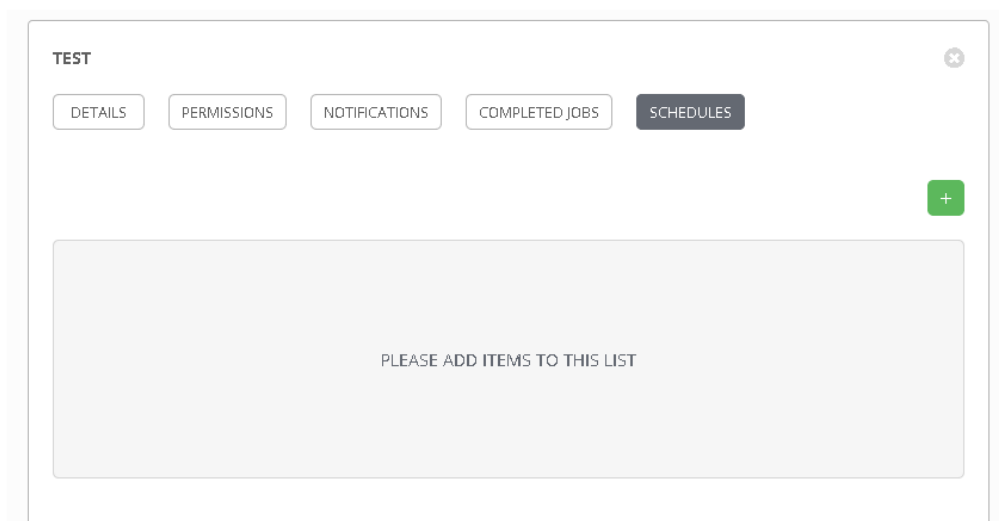 TEST
DETAILS PERMISSIONS NOTIFICATIONS COMPLETED JOBS SCHEDULES
+
PLEASE ADD ITEMS TO THIS LIST